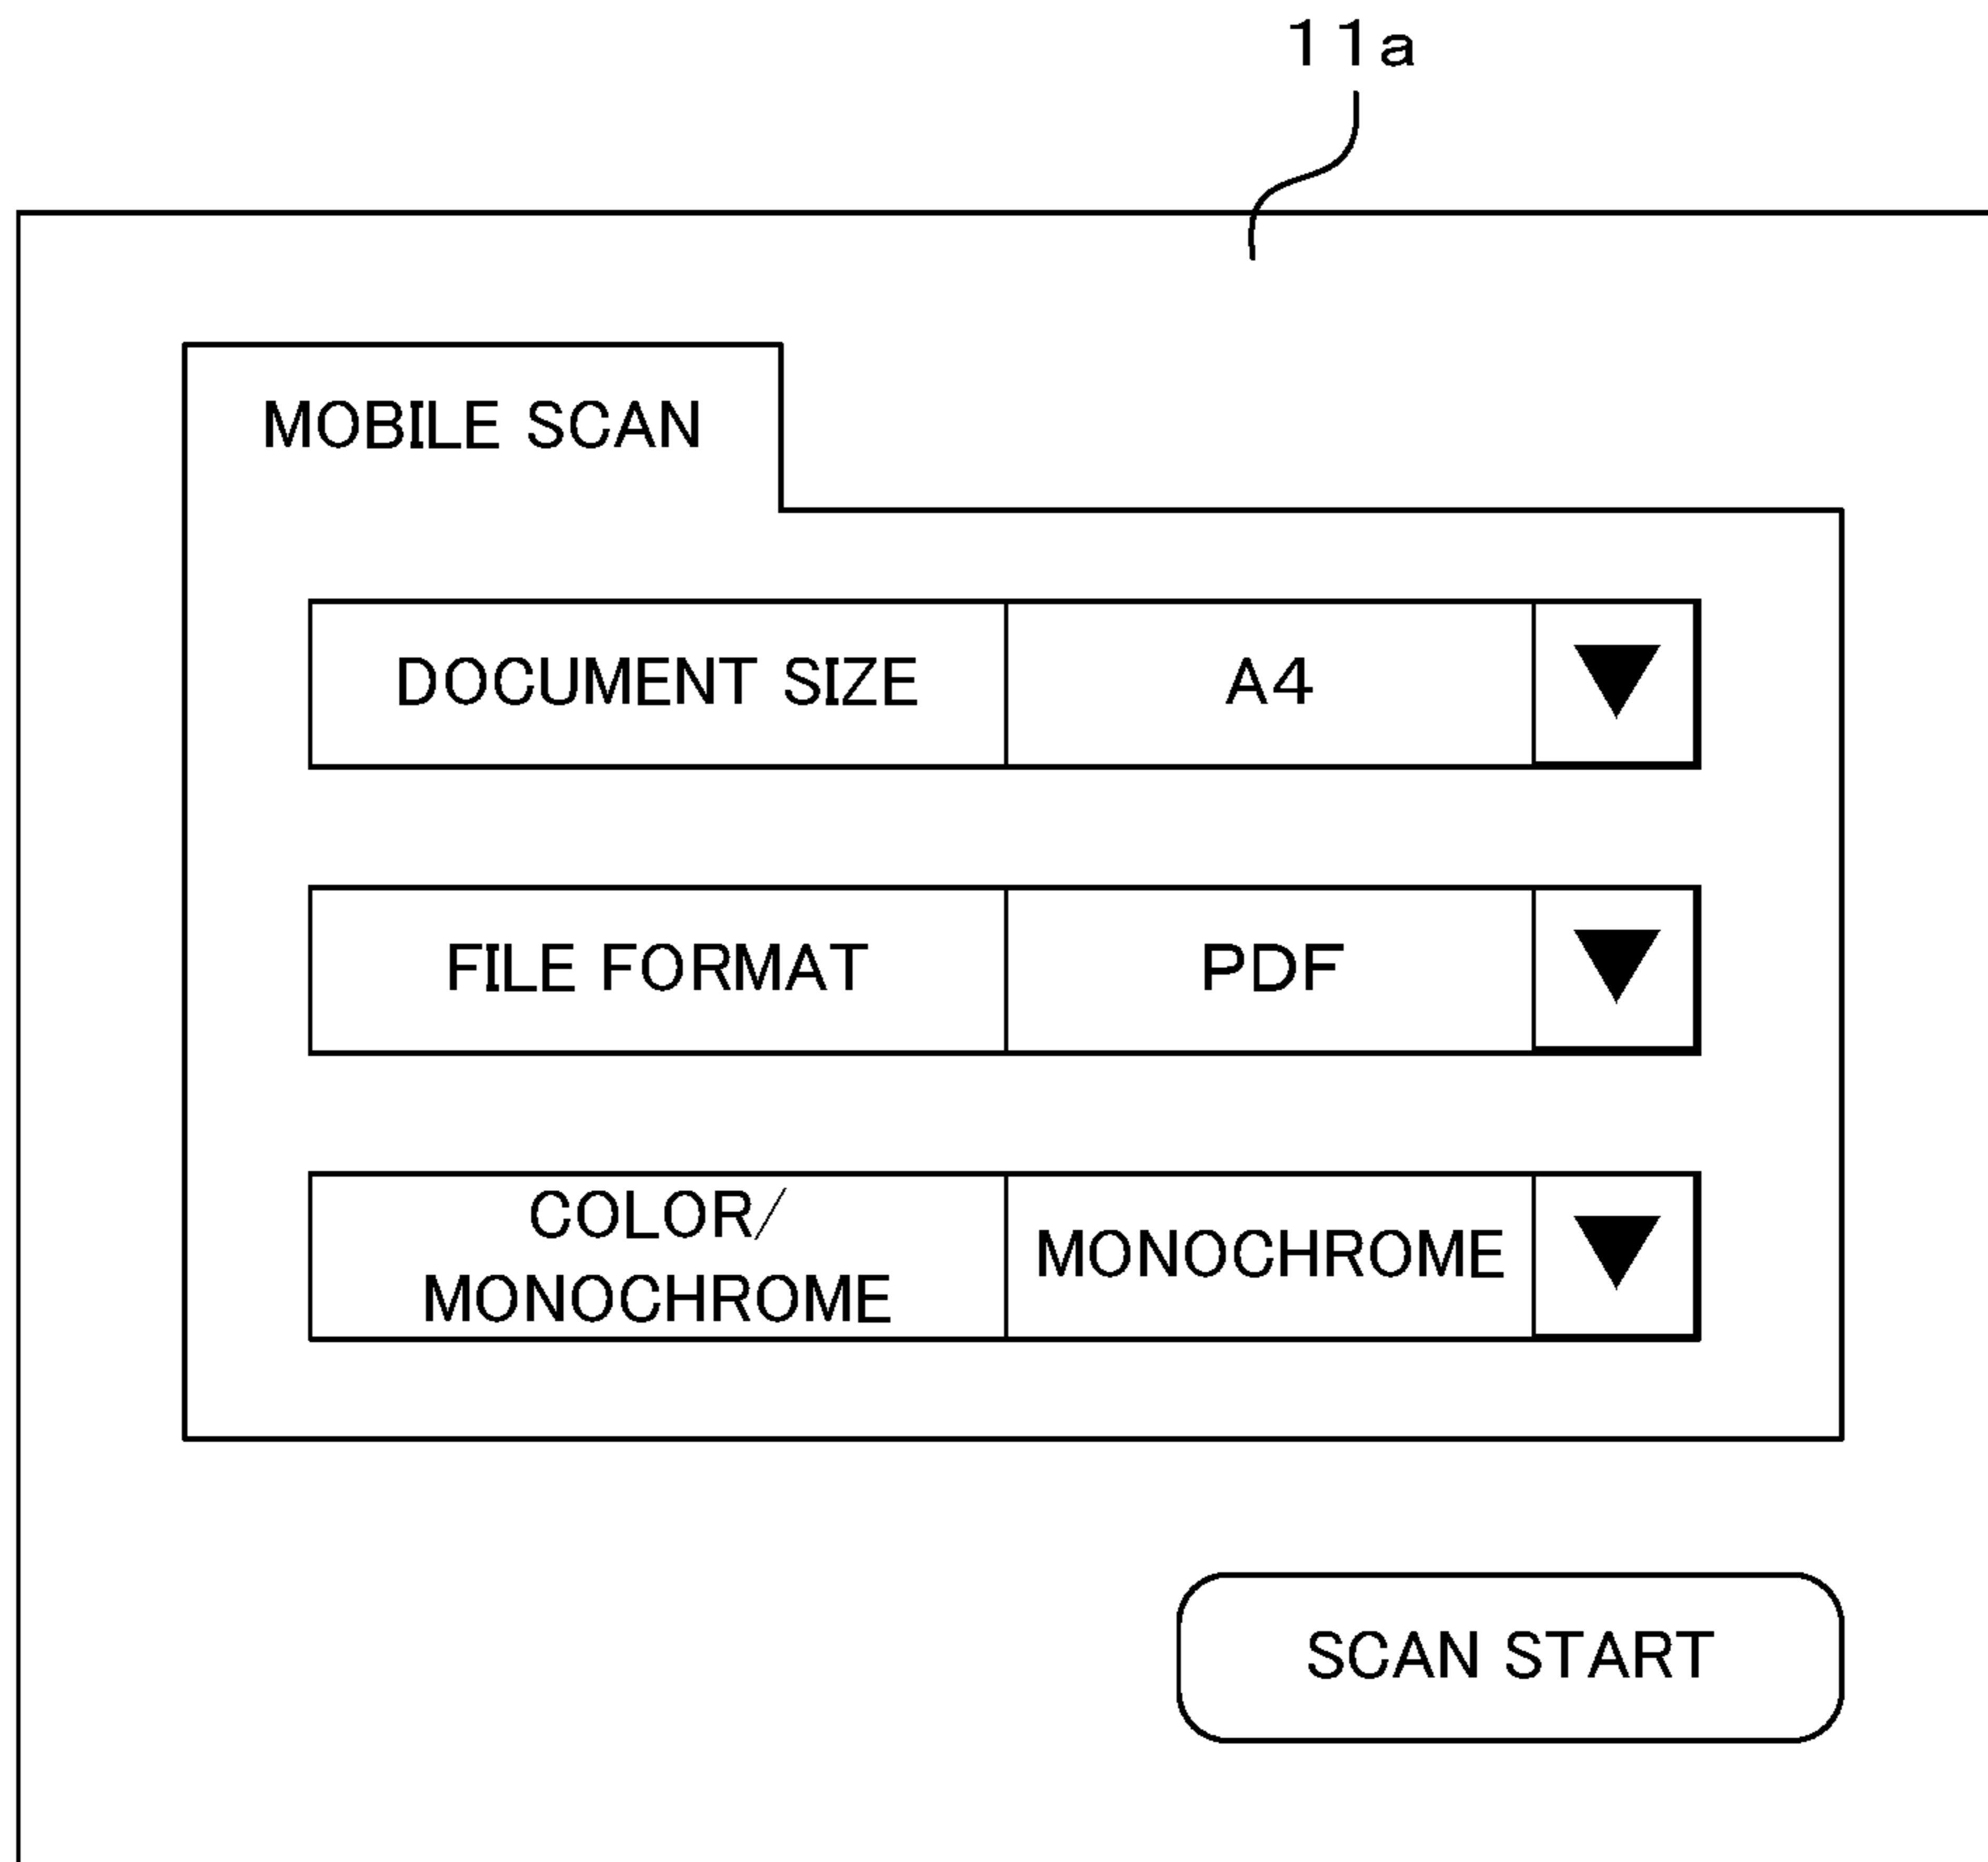 11a
MOBILE SCAN
DOCUMENT SIZE A4
FILE FORMAT PDF
COLOR/
MONOCHROME MONOCHROME
SCAN START